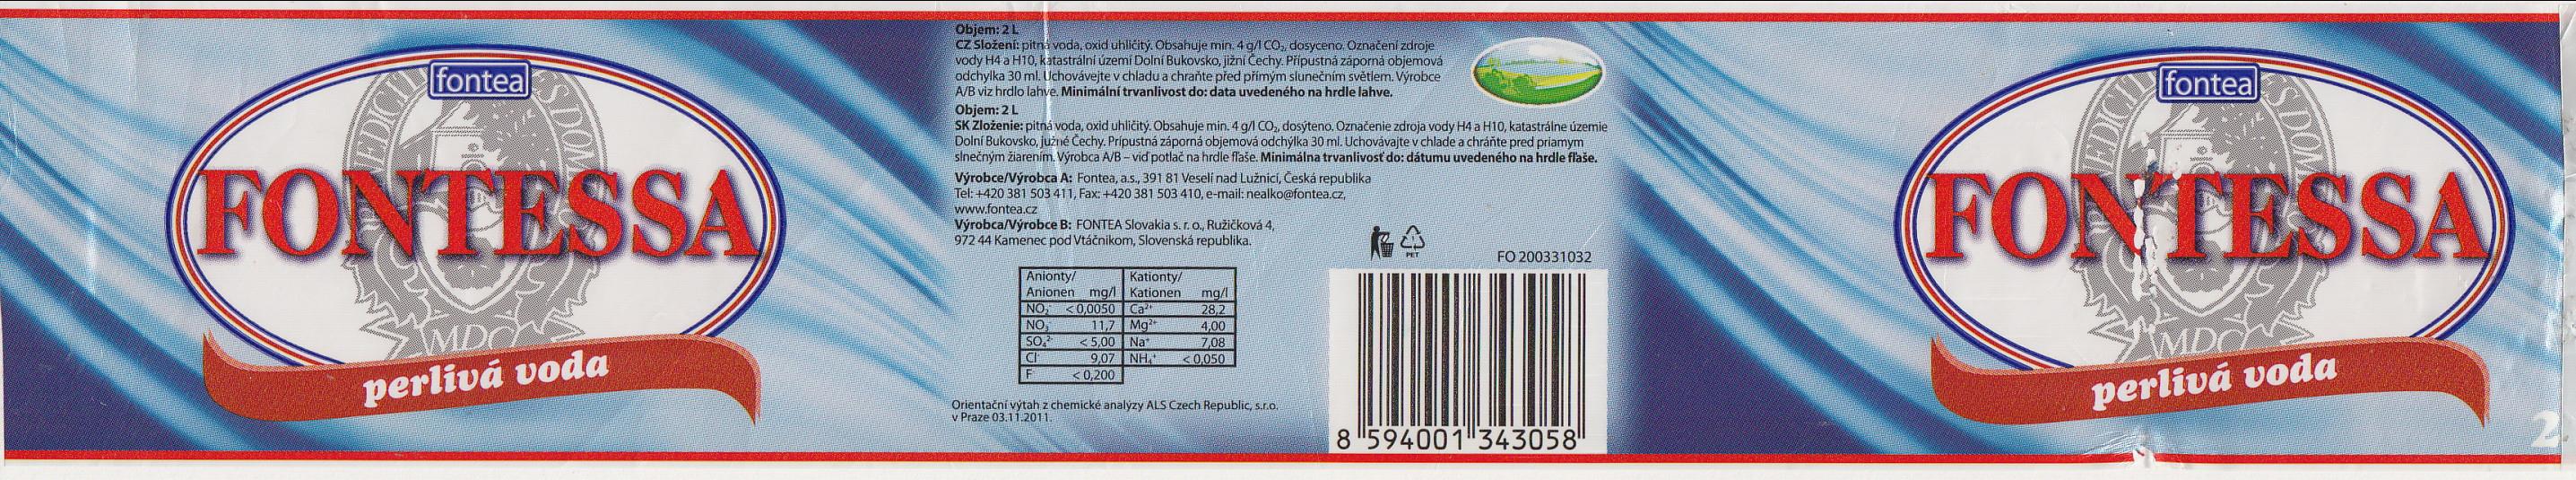 fontea
MEDICI
SIDOM
FONTESSA
MDC
perlivá voda
Objem: 2 L
CZ Složení: pitná voda, oxid uhličitý. Obsahuje min. 4 g/l CO₂, dosyceno. Označení zdroje
vody H4 a H10, katastrální území Dolní Bukovsko, jižní Čechy. Přípustná záporná objemová
odchylka 30 ml. Uchovávejte v chladu a chraňte před přímým slunečním světlem. Výrobce
A/B viz hrdlo lahve. Minimální trvanlivost do: data uvedeného na hrdle lahve.
Objem: 2 L
SK Zloženie: pitná voda, oxid uhličitý. Obsahuje min. 4 g/l CO₂, dosýteno. Označenie zdroja vody H4 a H10, katastrálne územie
Dolní Bukovsko, južné Čechy. Prípustná záporná objemová odchýlka 30 ml. Uchovávajte v chlade a chráňte pred priamym
slnečným žiarením. Výrobca A/B – viď potlač na hrdle fľaše. Minimálna trvanlivosť do: dátumu uvedeného na hrdle fľaše.
Výrobce/Výrobca A: Fontea, a.s., 391 81 Veselí nad Lužnicí, Česká republika
Tel: +420 381 503 411, Fax: +420 381 503 410, e-mail: nealko@fontea.cz,
www.fontea.cz
Výrobca/Výrobce B: FONTEA Slovakia s. r. o., Ružičková 4,
972 44 Kamenec pod Vtáčnikom, Slovenská republika.
Anionty/ Kationty/
Anionen mg/l Kationen mg/l
NO₂⁻ < 0,0050 Ca²⁺ 28,2
NO₃⁻ 11,7 Mg²⁺ 4,00
SO₄²⁻ < 5,00 Na⁺ 7,08
Cl⁻ 9,07 NH₄⁺ < 0,050
F⁻ < 0,200
Orientační výtah z chemické analýzy ALS Czech Republic, s.r.o.
v Praze 03.11.2011.
PET
FO 200331032
8 594001 343058
fontea
MEDICI
SIDOM
FONTESSA
MDC
perlivá voda
2